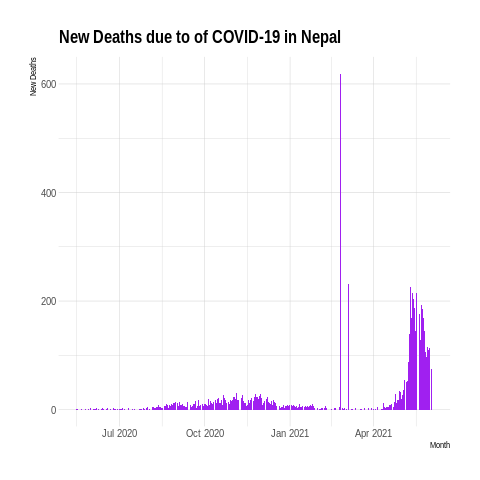 New Deaths due to of COVID-19 in Nepal
New Deaths
600
400
200
0
Jul 2020 Oct 2020 Jan 2021 Apr 2021
Month